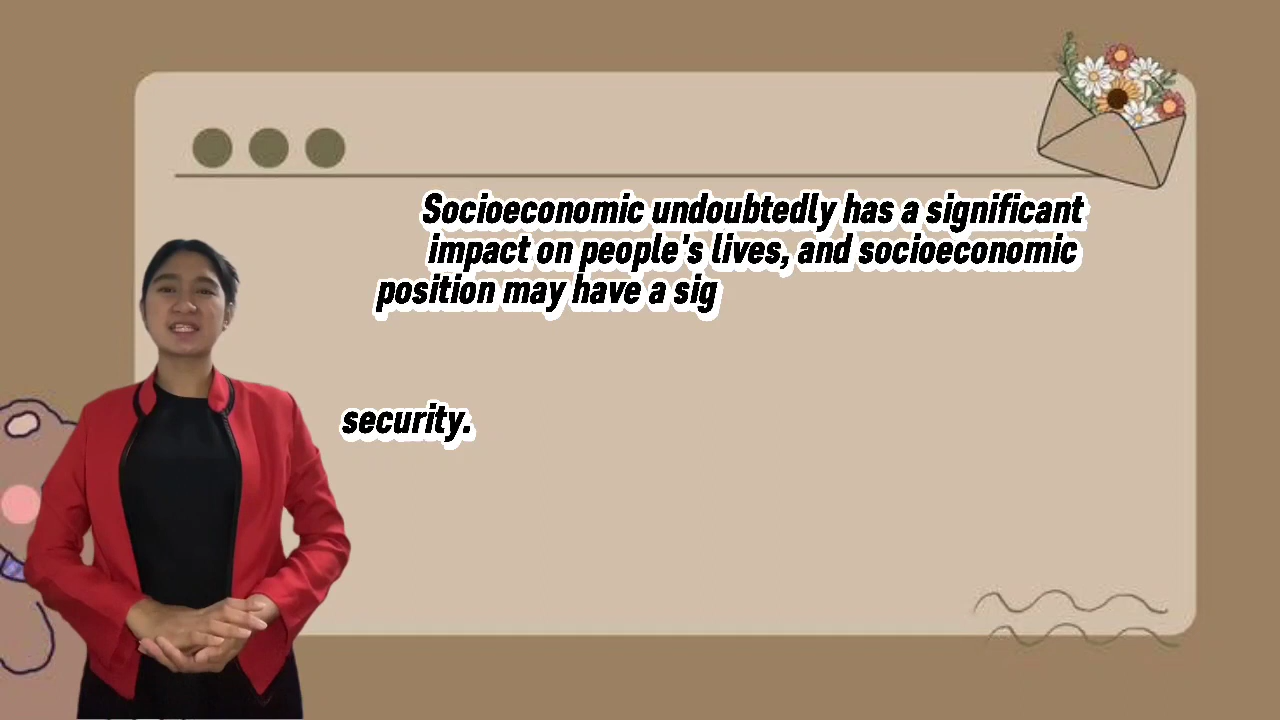 Socioeconomic undoubtedly has a significant
impact on people's lives, and socioeconomic
position may have a sig
security.